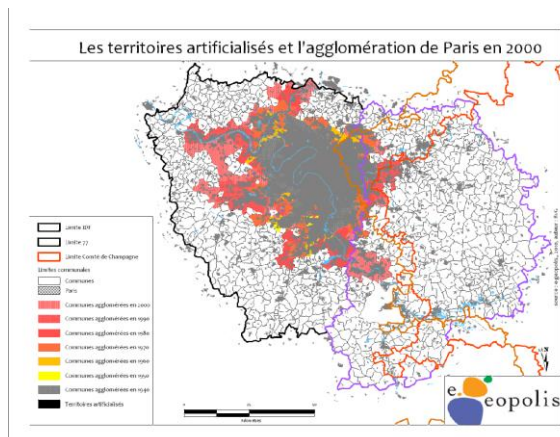 Les territoires artificialisés et l'agglomération de Paris en 2000
Limite IDF
Limite 77
Limite Comté de Champagne
Limites communales
Communes
Paris
Communes agglomérées en 2000
Communes agglomérées en 1990
Communes agglomérées en 1980
Communes agglomérées en 1970
Communes agglomérées en 1960
Communes agglomérées en 1950
Communes agglomérées en 1940
Territoires artificialisés
N
e.
eopolis